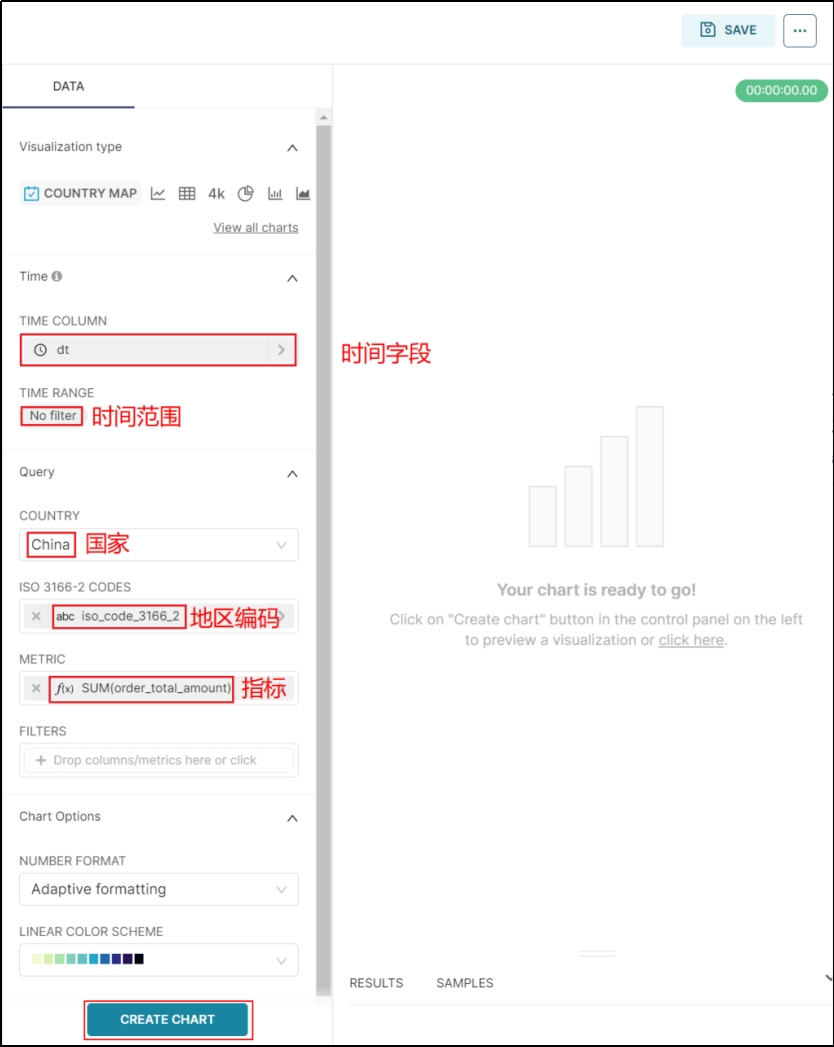 SAVE
...
DATA
00:00:00.00
Visualization type
COUNTRY MAP
4k
View all charts
Time
TIME COLUMN
dt
时间字段
TIME RANGE
No filter 时间范围
Query
COUNTRY
China 国家
ISO 3166-2 CODES
abc iso_code_3166_2 地区编码
METRIC
f(x) SUM(order_total_amount) 指标
FILTERS
+ Drop columns/metrics here or click
Chart Options
NUMBER FORMAT
Adaptive formatting
LINEAR COLOR SCHEME
CREATE CHART
Your chart is ready to go!
Click on "Create chart" button in the control panel on the left
to preview a visualization or click here.
RESULTS SAMPLES